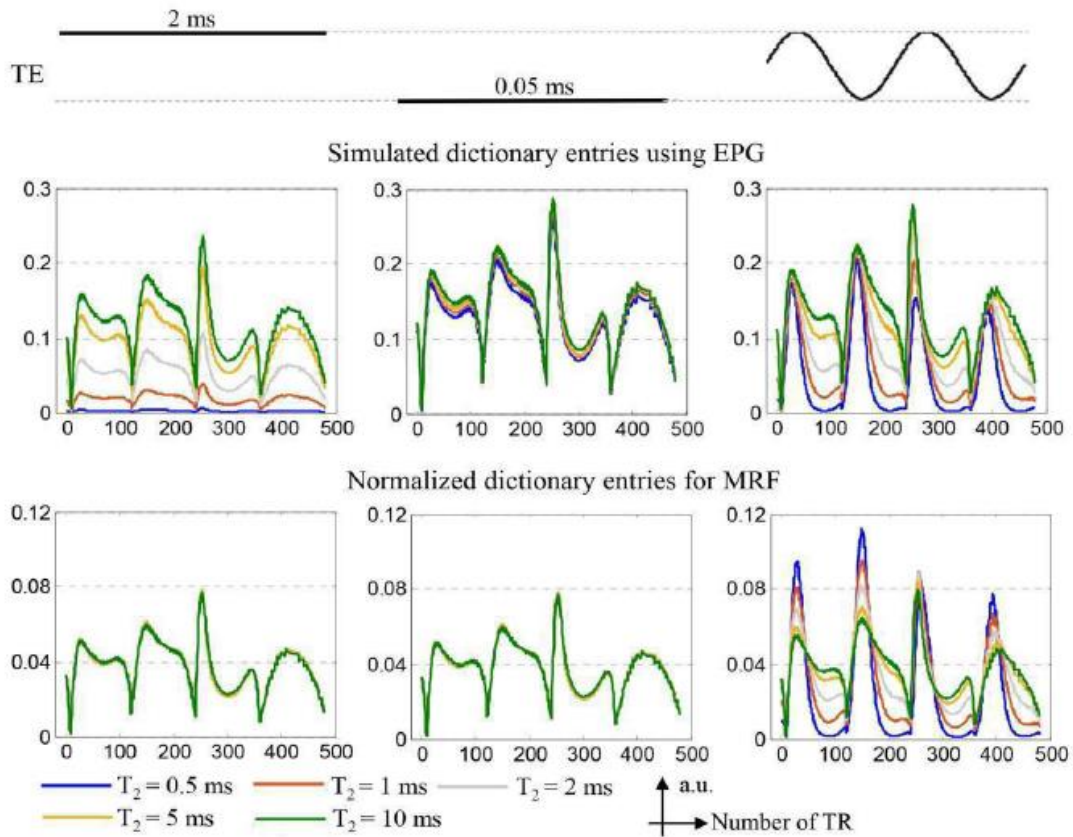 2 ms
TE
0.05 ms
Simulated dictionary entries using EPG
0.3 0.3 0.3
0.2 0.2 0.2
0.1 0.1 0.1
0 0 0
0 100 200 300 400 500 0 100 200 300 400 500 0 100 200 300 400 500
Normalized dictionary entries for MRF
0.12 0.12 0.12
0.08 0.08 0.08
0.04 0.04 0.04
0 0 0
0 100 200 300 400 500 0 100 200 300 400 500 0 100 200 300 400 500
T2 = 0.5 ms T2 = 1 ms T2 = 2 ms
T2 = 5 ms T2 = 10 ms
a.u.
Number of TR